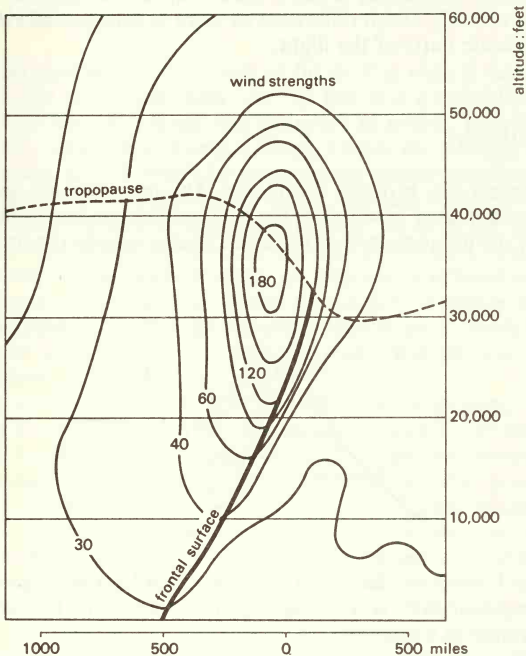 60,000
altitude: feet
wind strengths
50,000
tropopause
40,000
180
30,000
120
60
20,000
40
frontal surface
10,000
30
1000 500 0 500 miles